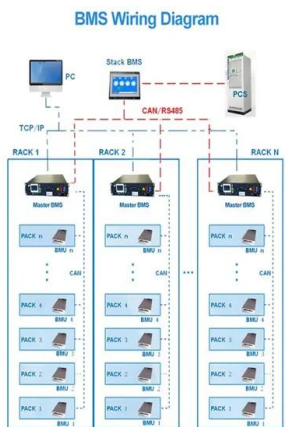 BMS Wiring Diagram
Stack BMS
PC
PCS
CAN/RS485
TCP/IP
RACK 1
RACK 2
RACK N
Master BMS
Master BMS
Master BMS
PACK n
BMU n
PACK n
BMU n
PACK n
BMU n
CAN
CAN
CAN
PACK 4
BMU 4
PACK 4
BMU 4
PACK 4
BMU 4
PACK 3
BMU 3
PACK 3
BMU 3
PACK 3
BMU 3
PACK 2
BMU 2
PACK 2
BMU 2
PACK 2
BMU 2
PACK 1
BMU 1
PACK 1
BMU 1
PACK 1
BMU 1